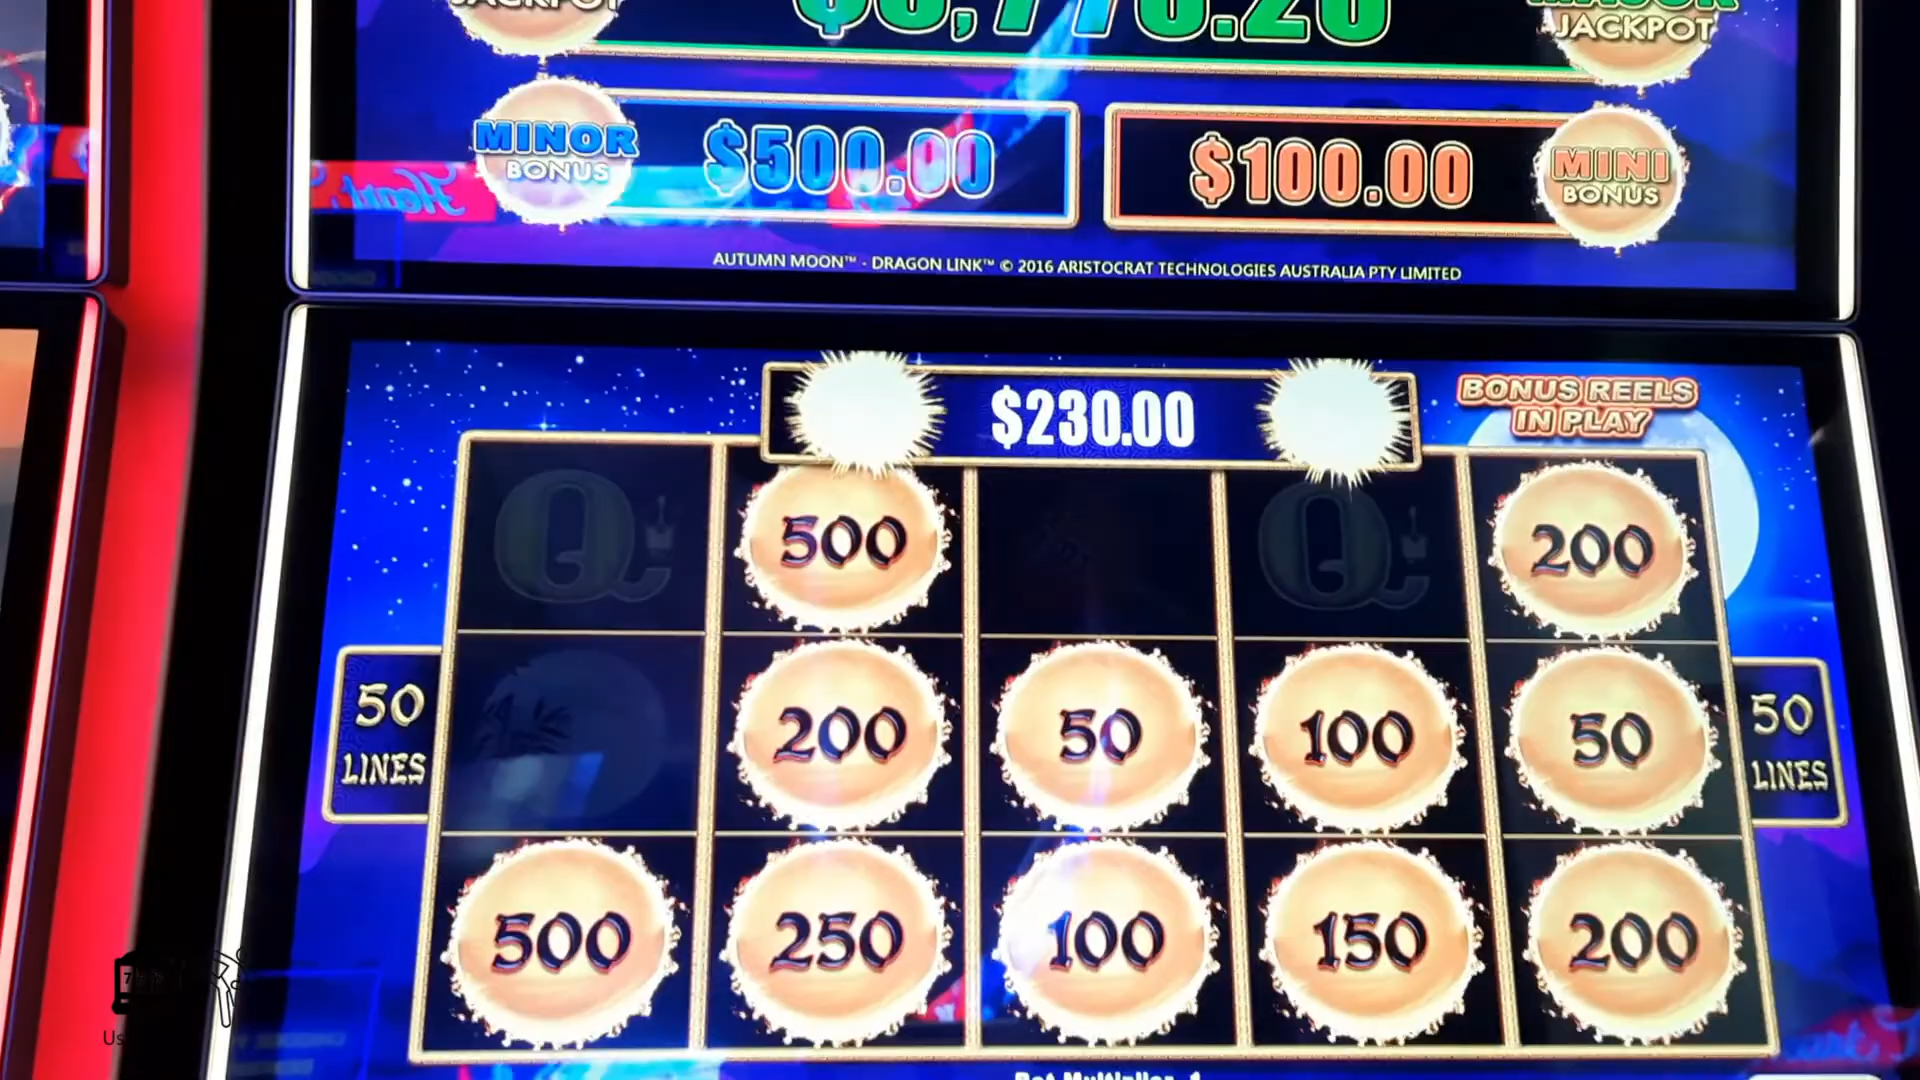 JACKPOT
JACKPOT
MINOR
BONUS
$500.00
$100.00
MINI
BONUS
AUTUMN MOON™ - DRAGON LINK™ © 2016 ARISTOCRAT TECHNOLOGIES AUSTRALIA PTY LIMITED
$230.00
BONUS REELS
IN PLAY
Q Q
500 200
200 50 100 50
50
LINES
50
LINES
500 250 100 150 200